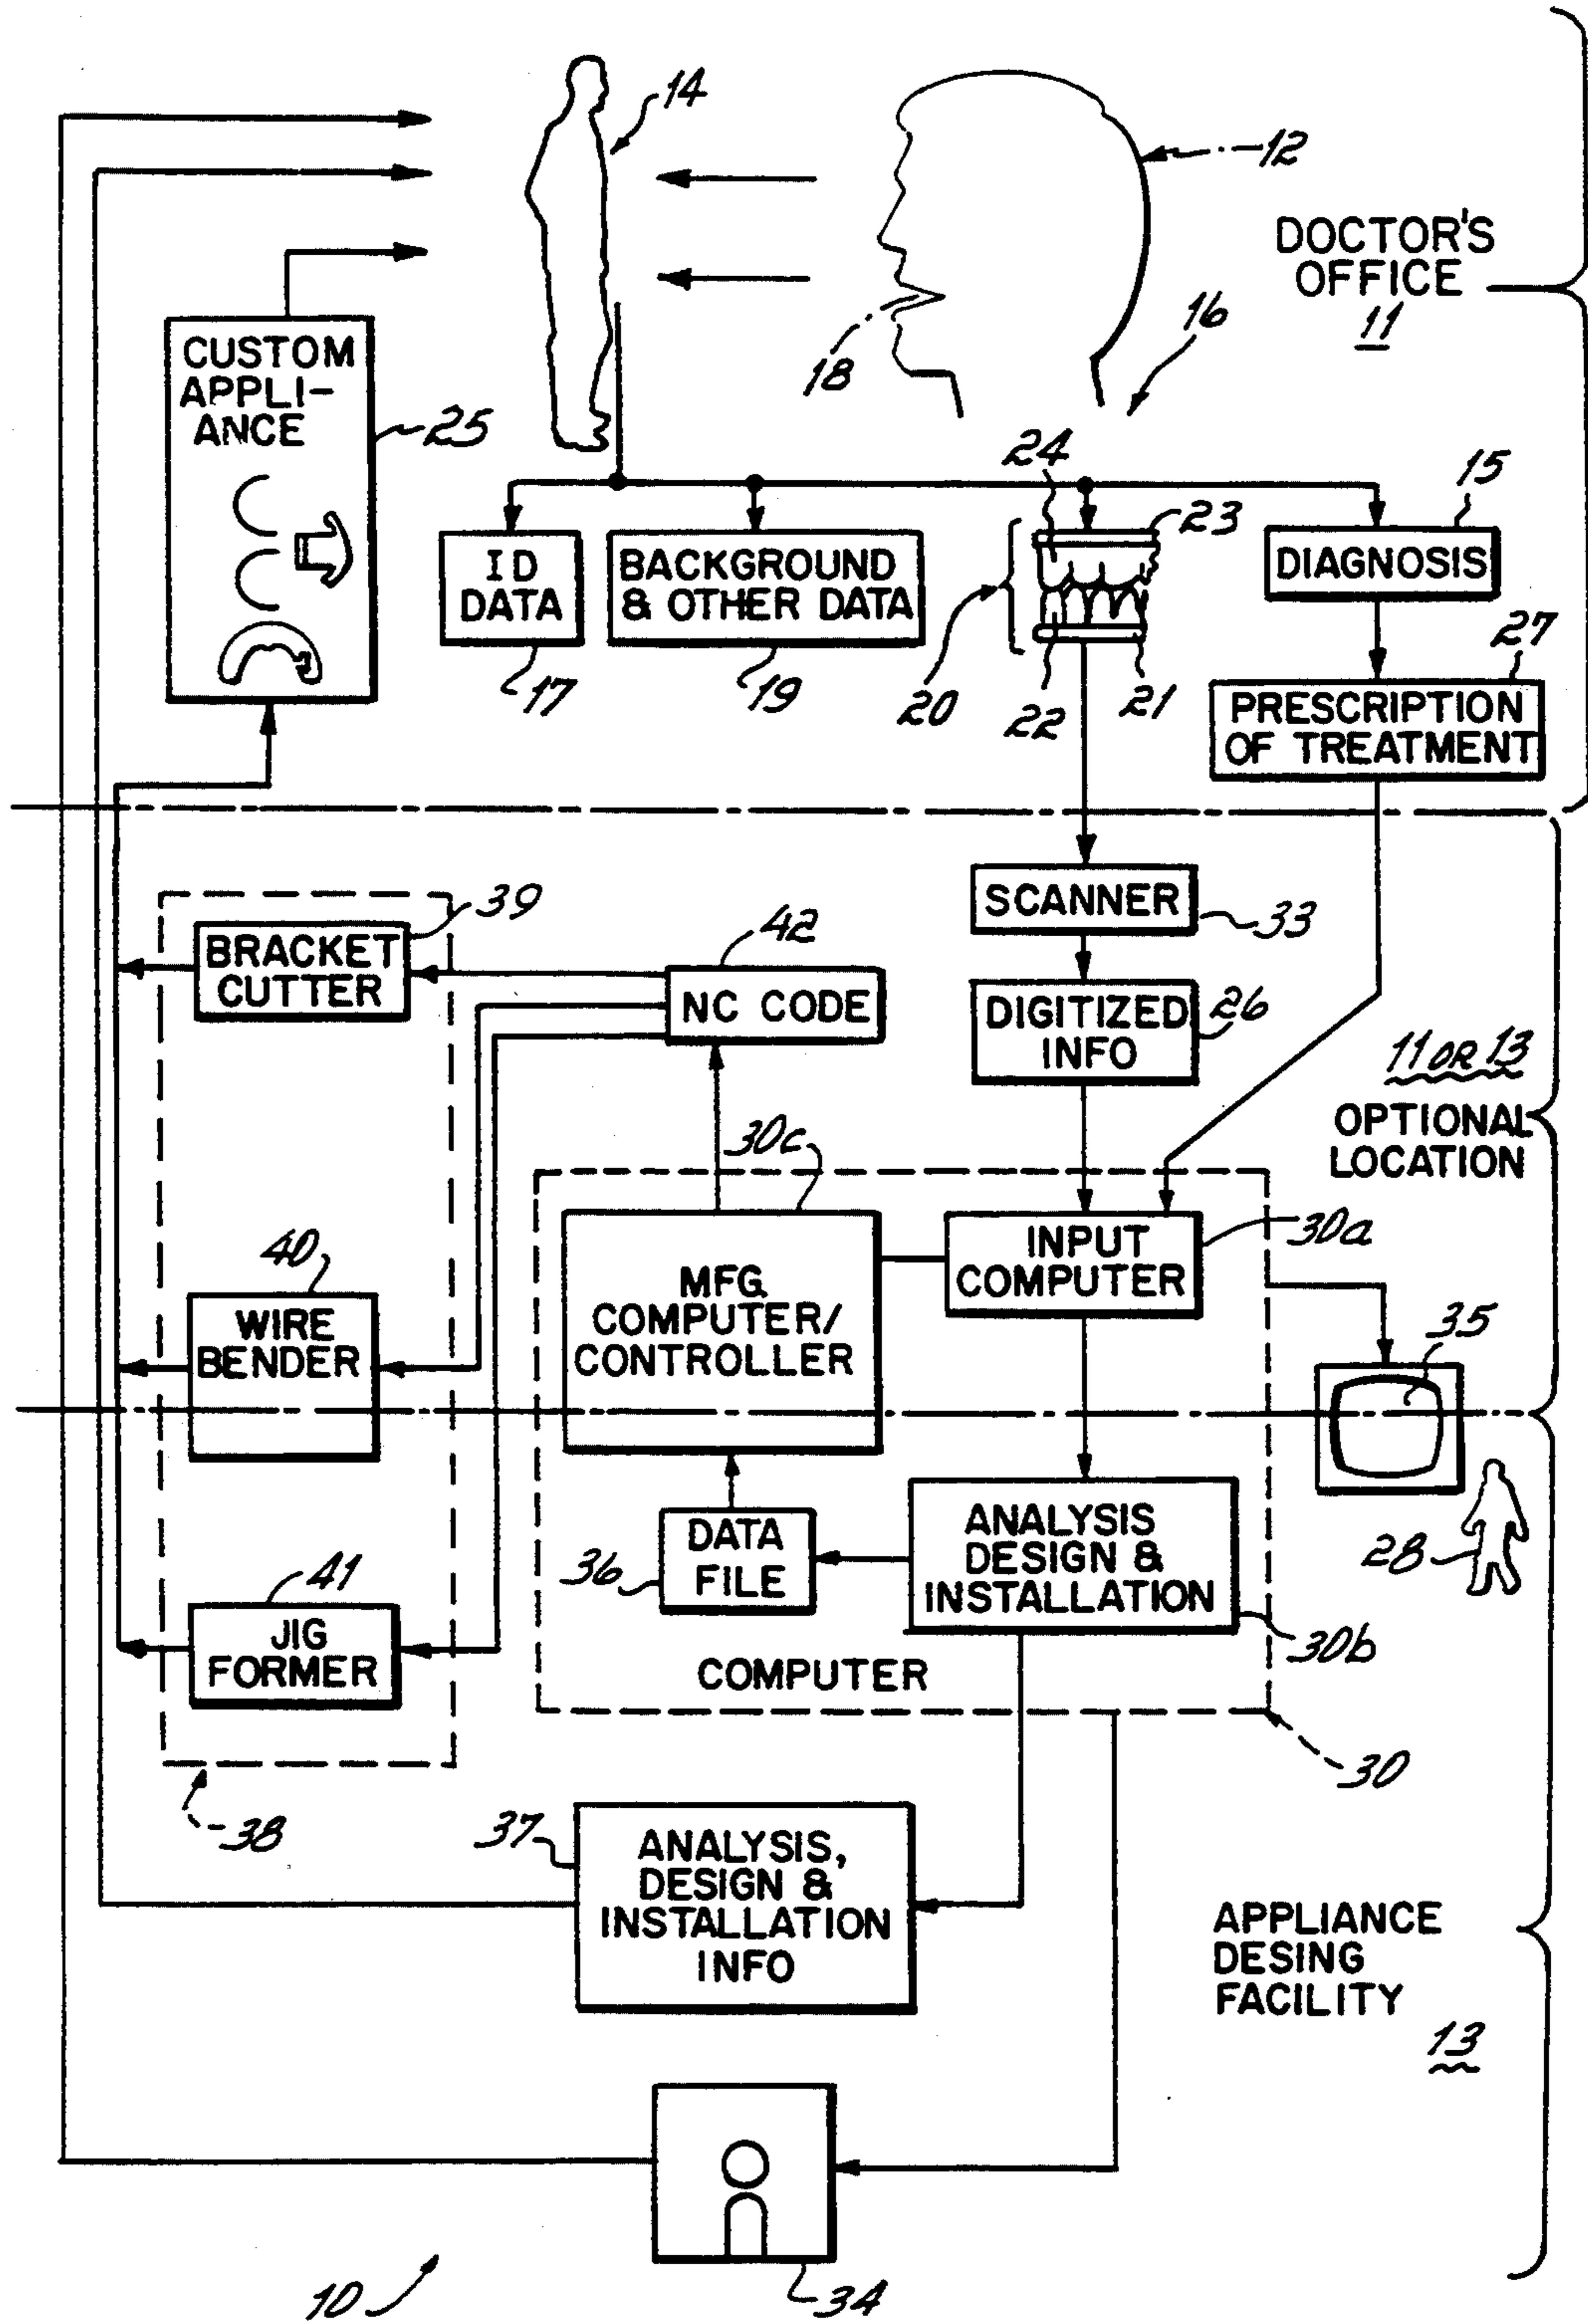 14
12
DOCTOR'S
OFFICE
11
16
18
CUSTOM
APPLI-
ANCE
25
24
23
15
ID
DATA
BACKGROUND
& OTHER DATA
20
DIAGNOSIS
17
19
22
21
27
PRESCRIPTION
OF TREATMENT
39
BRACKET
CUTTER
42
NC CODE
SCANNER
33
DIGITIZED
INFO
26
11 OR 13
OPTIONAL
LOCATION
30c
40
WIRE
BENDER
MFG.
COMPUTER/
CONTROLLER
INPUT
COMPUTER
30a
35
DATA
FILE
36
ANALYSIS
DESIGN &
INSTALLATION
28
30b
41
JIG
FORMER
COMPUTER
30
38
37
ANALYSIS,
DESIGN &
INSTALLATION
INFO
APPLIANCE
DESING
FACILITY
13
34
10